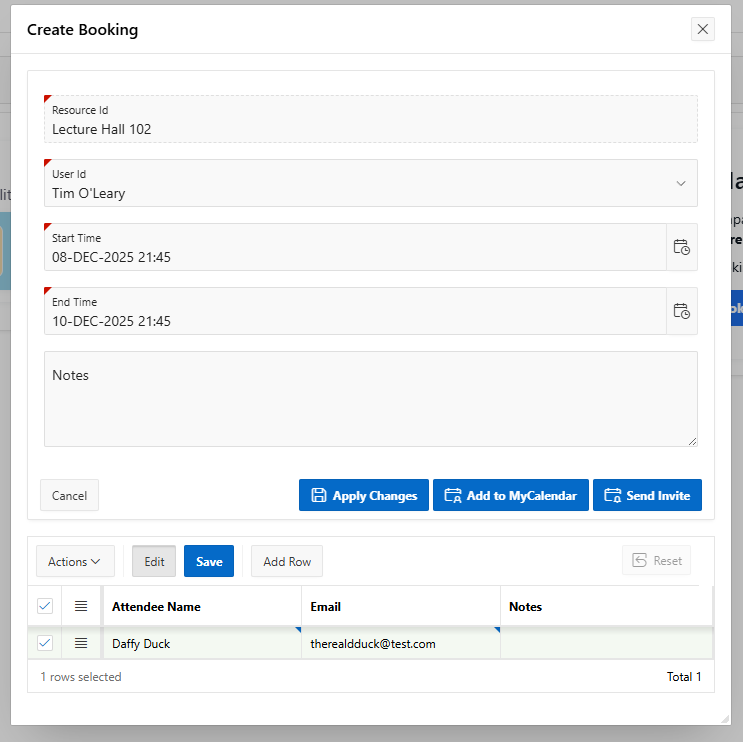 Create Booking
Resource Id
Lecture Hall 102
User Id
Tim O'Leary
Start Time
08-DEC-2025 21:45
End Time
10-DEC-2025 21:45
Notes
Cancel Apply Changes Add to MyCalendar Send Invite
Actions Edit Save Add Row Reset
Attendee Name Email Notes
Daffy Duck therealdduck@test.com
1 rows selected Total 1